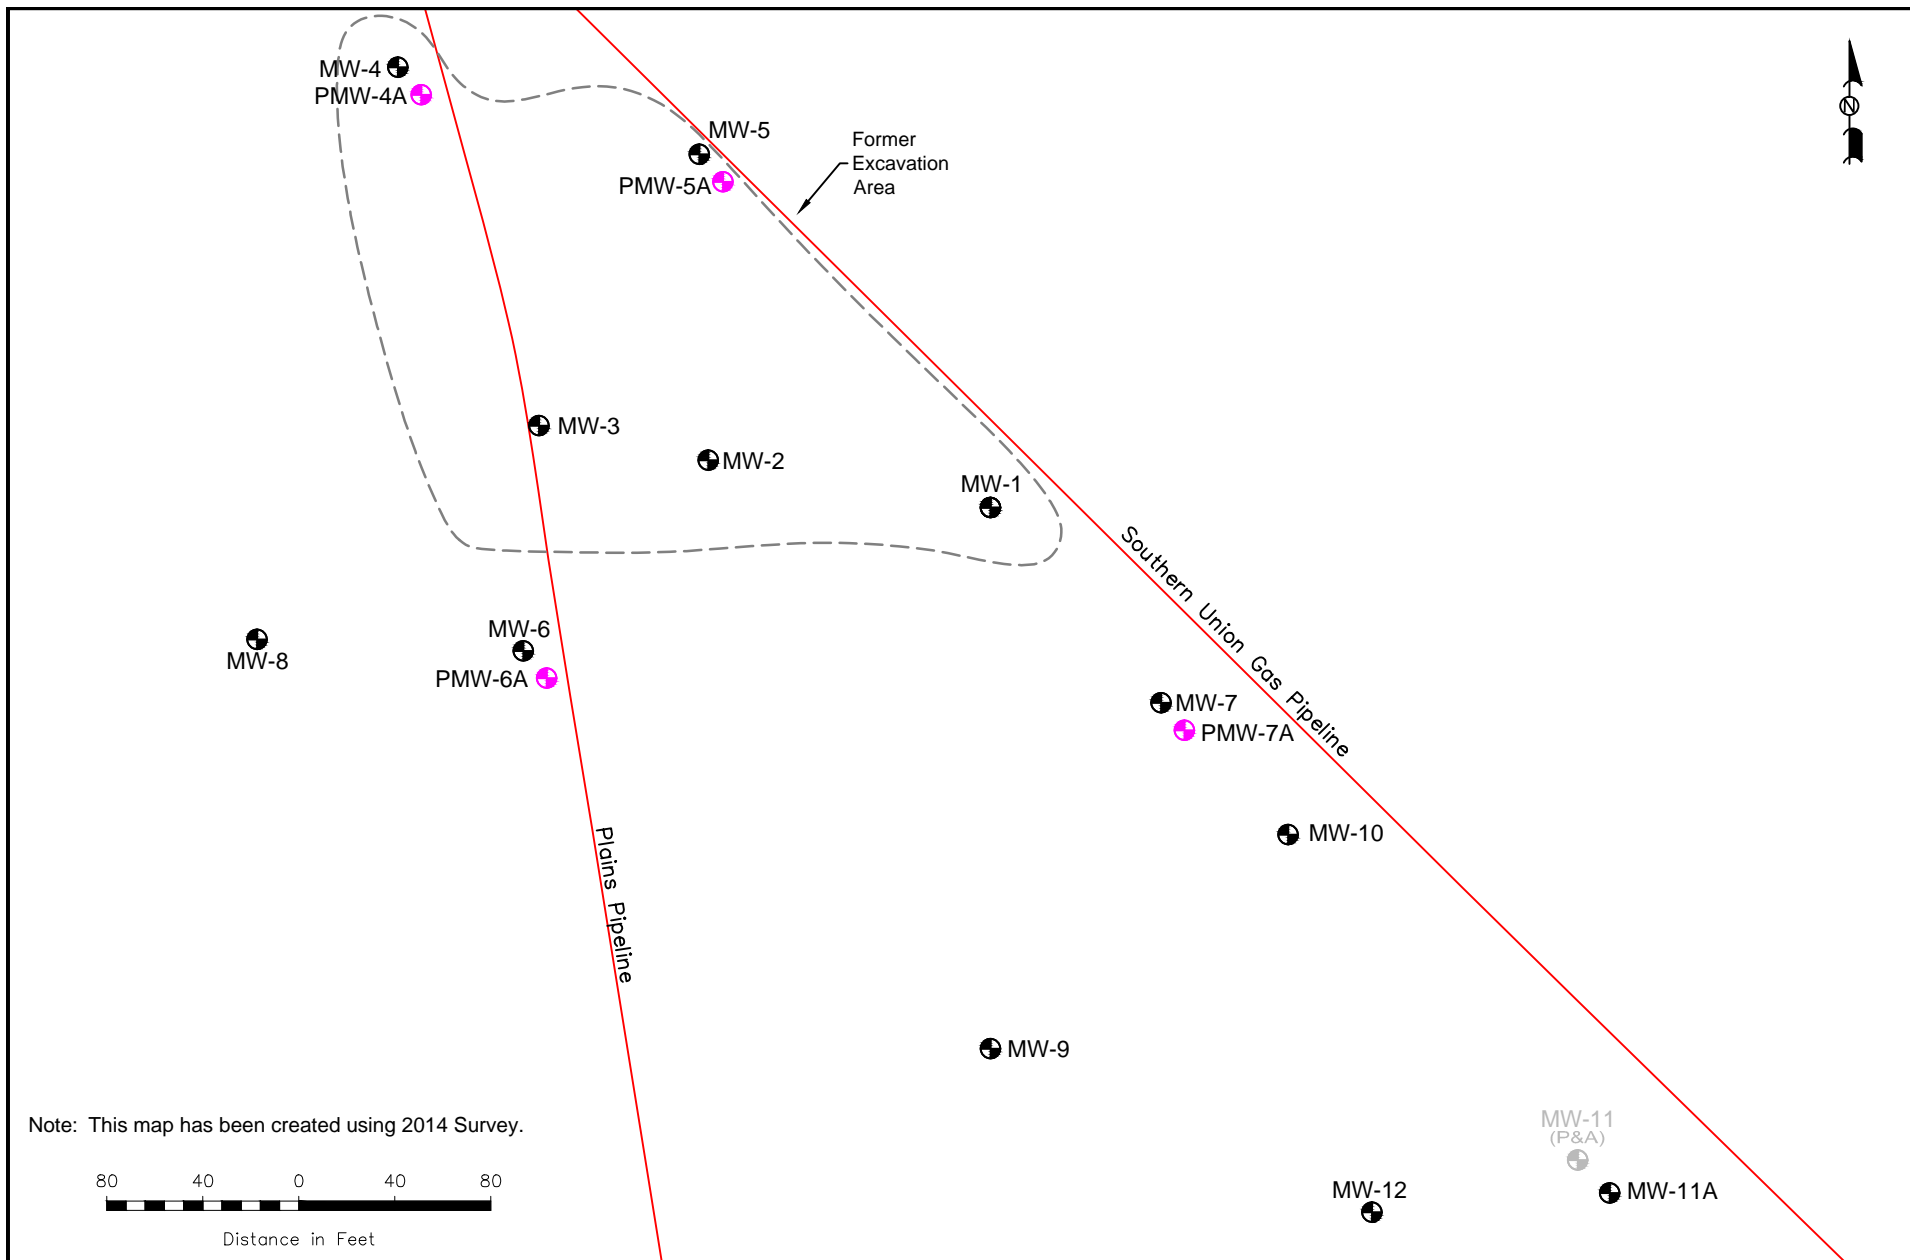 MW-4
PMW-4A
MW-5
PMW-5A
Former
Excavation
Area
N
MW-3
MW-2
MW-1
Southern Union Gas Pipeline
MW-6
MW-8
PMW-6A
MW-7
PMW-7A
MW-10
Plains Pipeline
MW-9
MW-11
(P&A)
MW-11A
MW-12
Note: This map has been created using 2014 Survey.
80 40 0 40 80
Distance in Feet